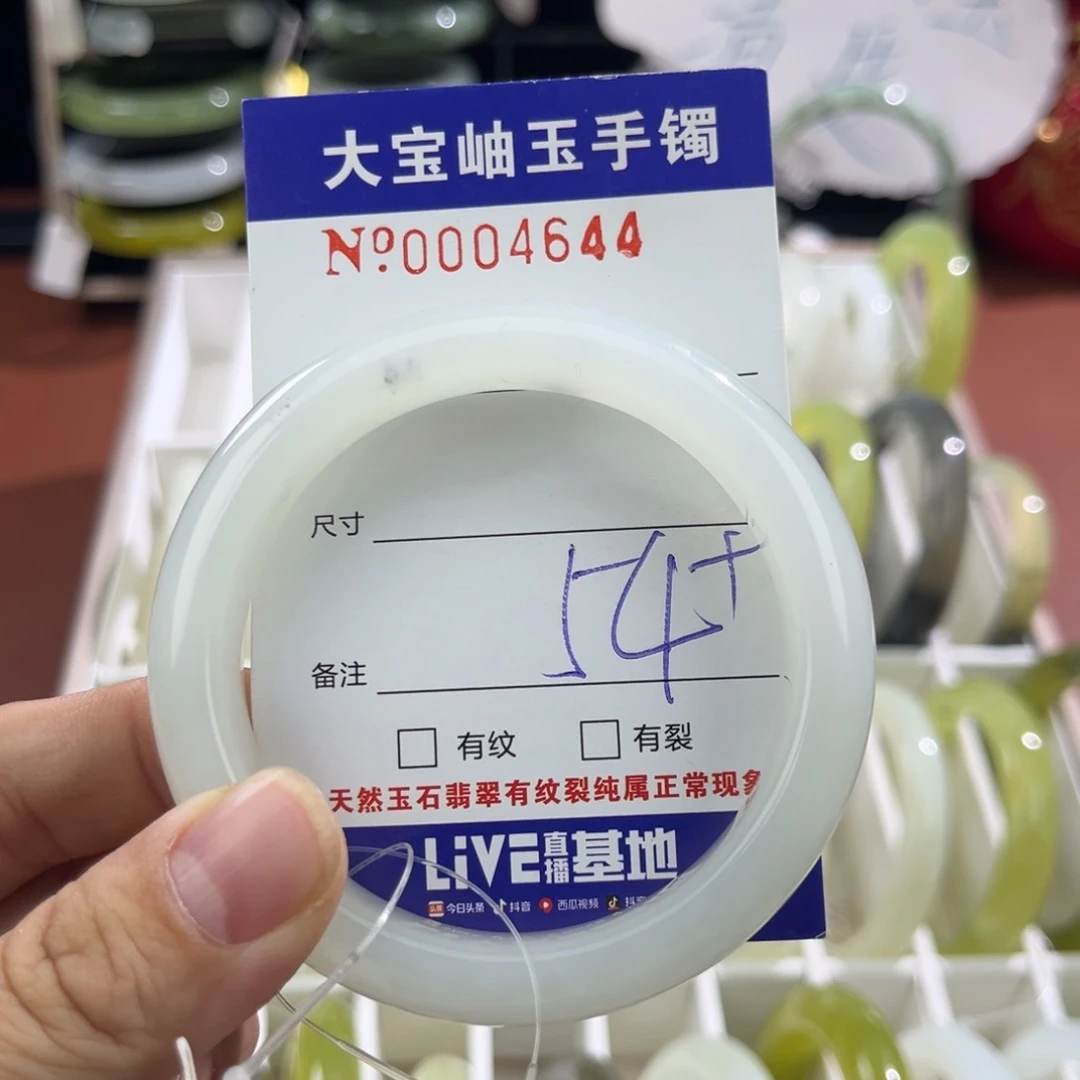 大宝岫玉手镯
Nº0004644
尺寸
54+
备注
□ 有纹 □ 有裂
天然玉石翡翠有纹裂纯属正常现象
LiVE直播基地
今日头条 抖音 西瓜视频